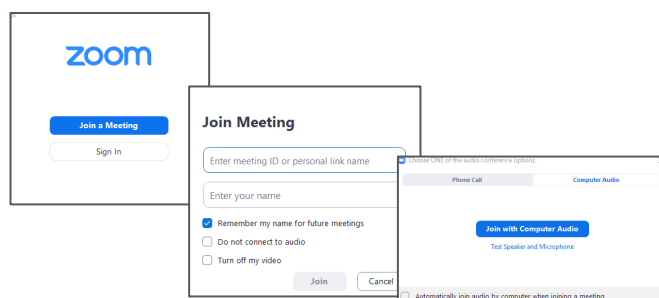 zoom
Join a Meeting
Sign In
Join Meeting
Enter meeting ID or personal link name
Enter your name
Remember my name for future meetings
Do not connect to audio
Turn off my video
Join
Cancel
Choose ONE of the audio conference options
Phone Call
Computer Audio
Join with Computer Audio
Test Speaker and Microphone
Automatically join audio by computer when joining a meeting